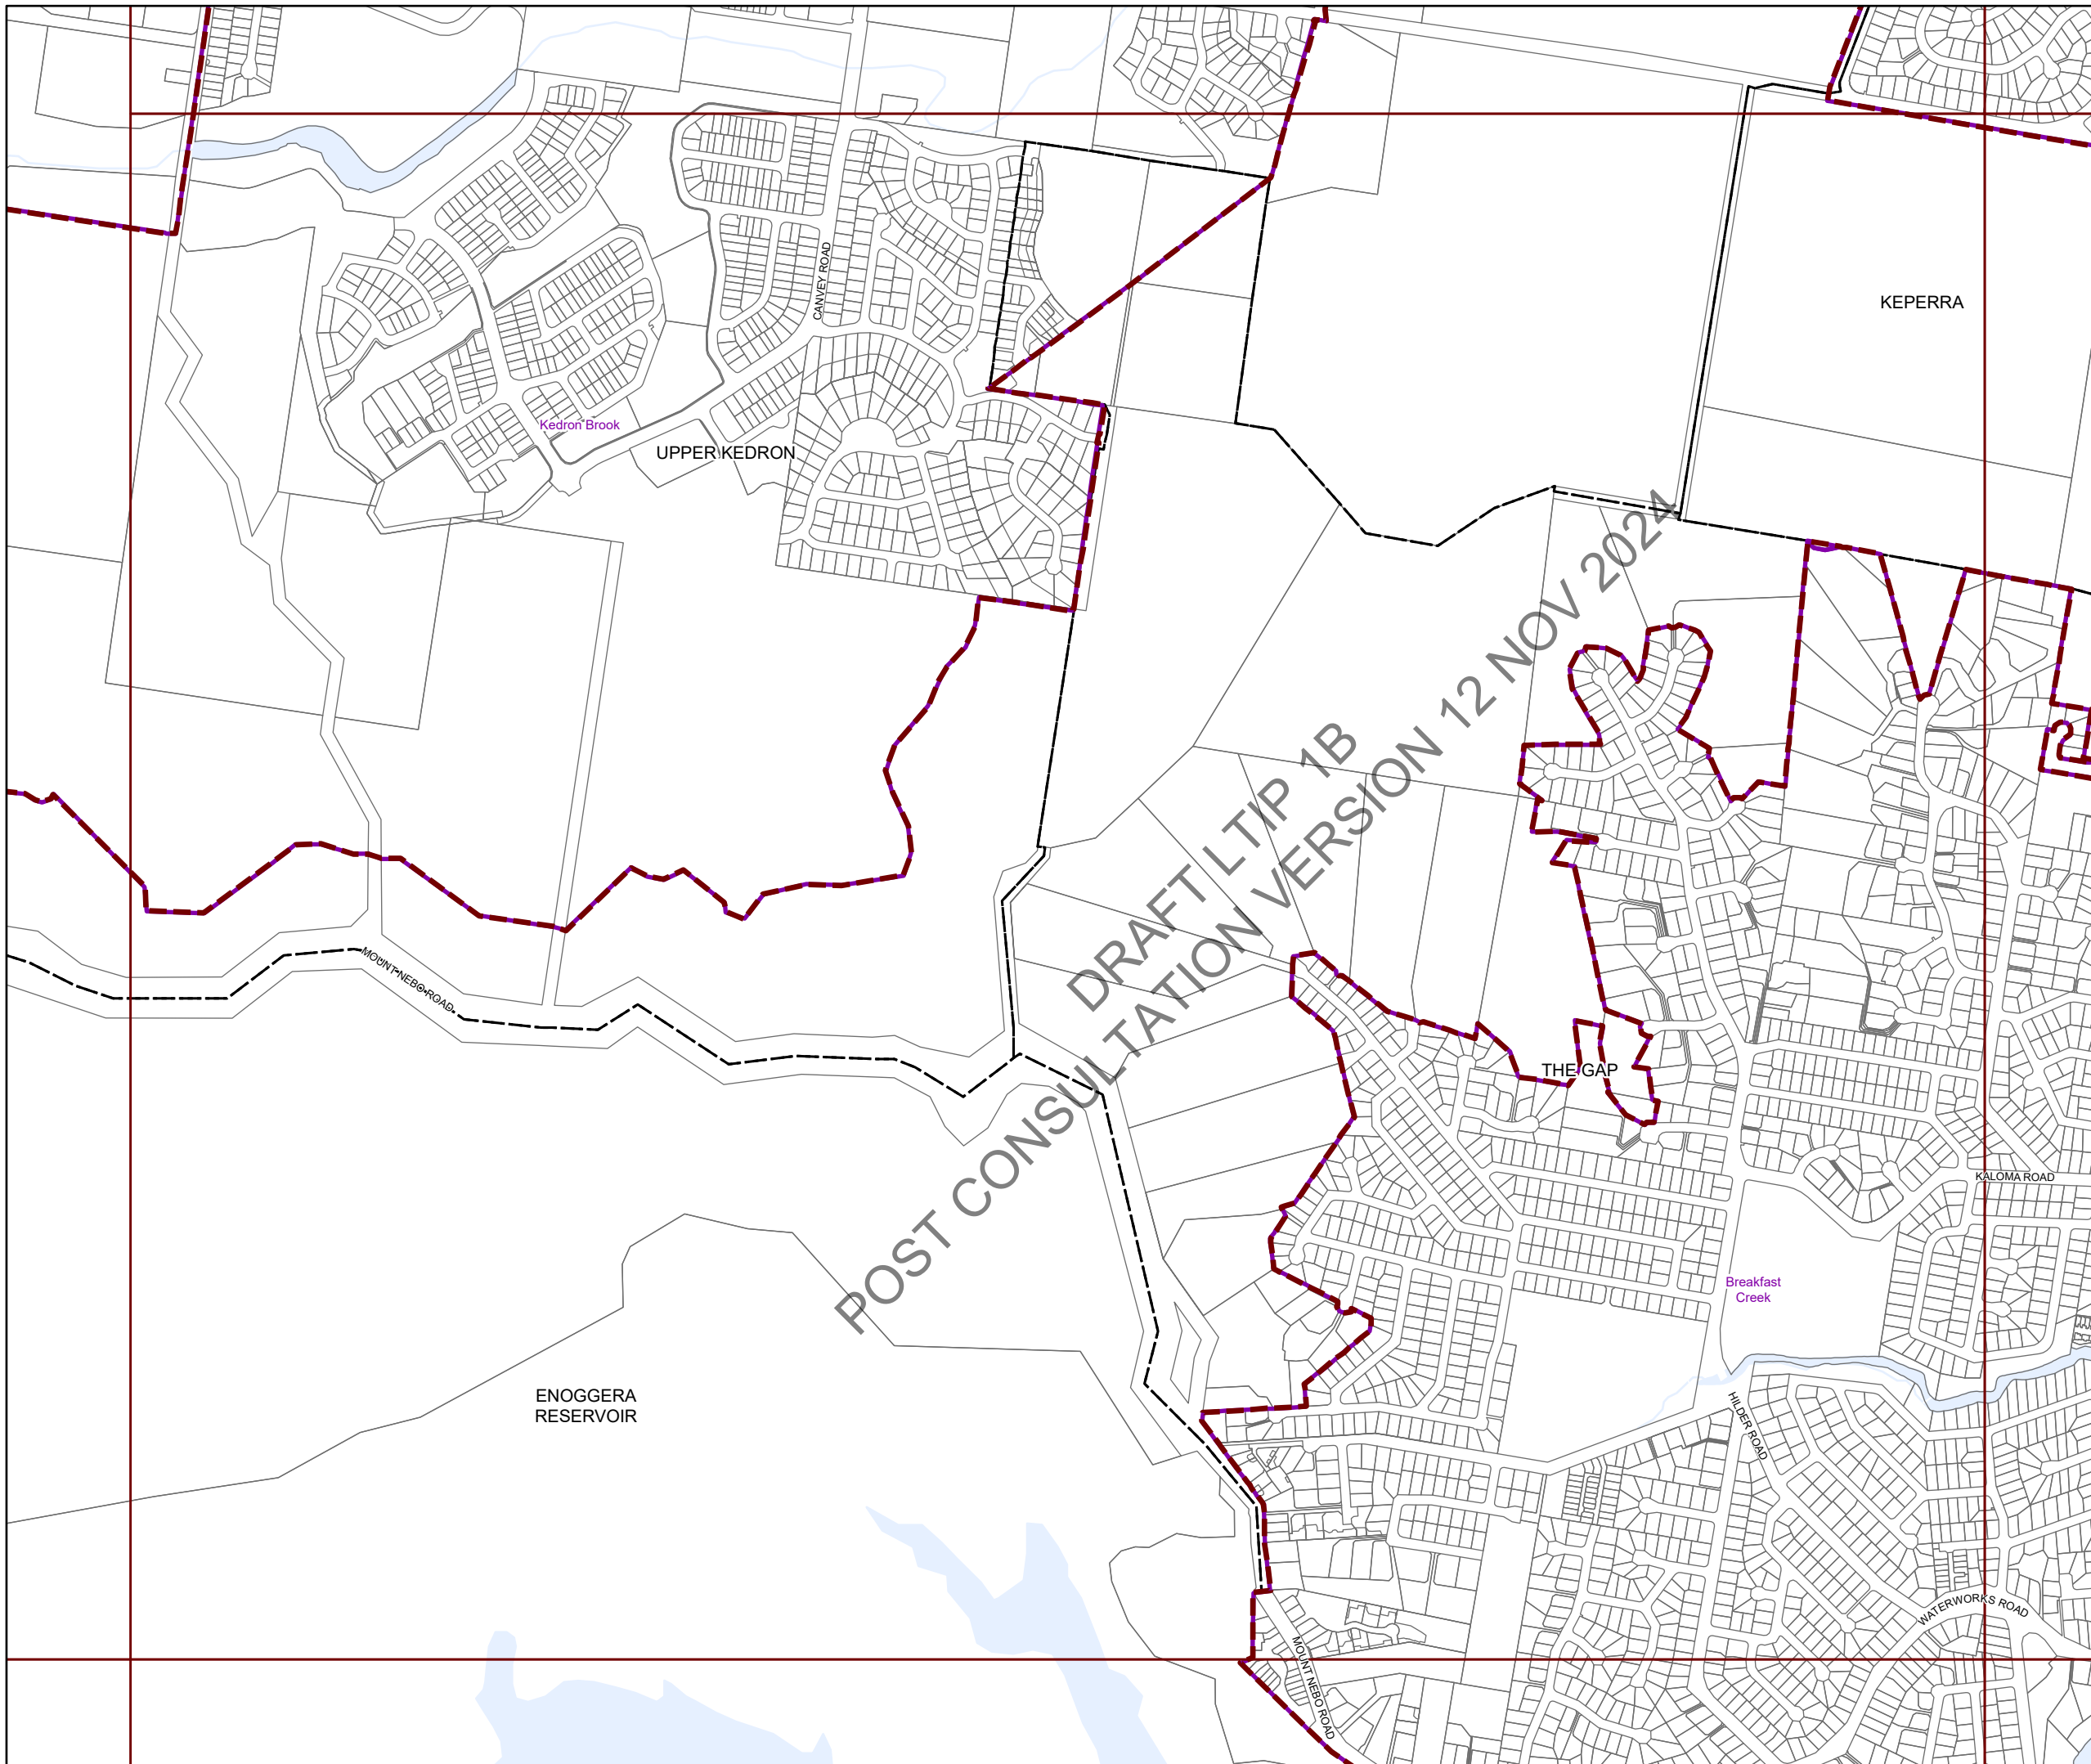 KEPERRA
CANVEY ROAD
Kedron Brook
UPPER KEDRON
DRAFT LTIP 1B
POST CONSULTATION VERSION 12 NOV 2024
MOUNT NEBO ROAD
THE GAP
KALOMA ROAD
Breakfast
Creek
ENOGGERA
RESERVOIR
HILDER ROAD
WATERWORKS ROAD
MOUNT NEBO ROAD